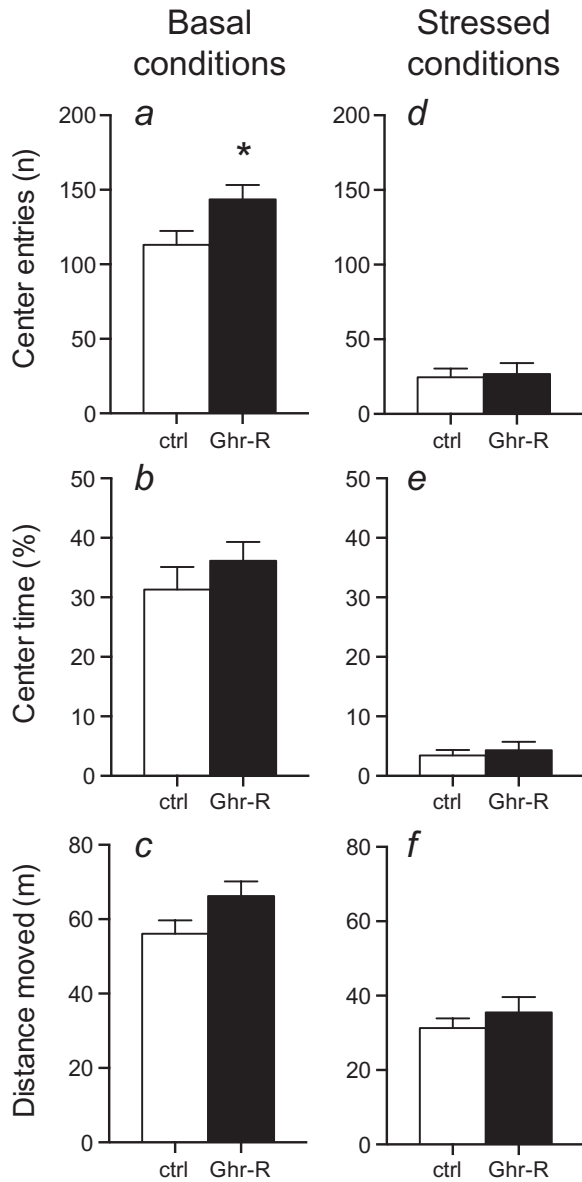 Basal
conditions
Stressed
conditions
a
d
*
Center entries (n)
200
150
100
50
0
ctrl
Ghr-R
200
150
100
50
0
ctrl
Ghr-R
b
e
Center time (%)
50
40
30
20
10
0
ctrl
Ghr-R
50
40
30
20
10
0
ctrl
Ghr-R
c
f
Distance moved (m)
80
60
40
20
0
ctrl
Ghr-R
80
60
40
20
0
ctrl
Ghr-R